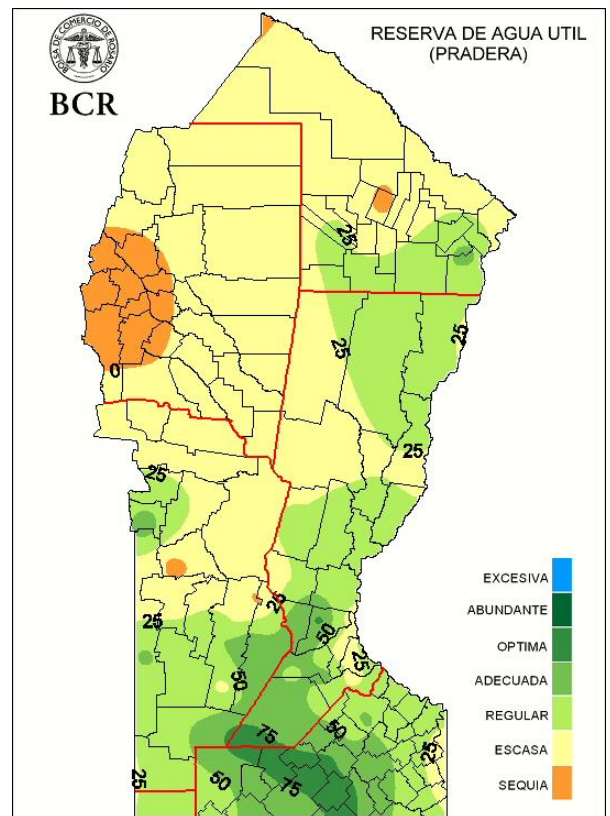 BOLSA DE COMERCIO DE ROSARIO
BCR
RESERVA DE AGUA UTIL
(PRADERA)
25
25
25
0
25
25
25
25
50
25
50
25
75
50
25
25
50
75
EXCESIVA
ABUNDANTE
OPTIMA
ADECUADA
REGULAR
ESCASA
SEQUIA